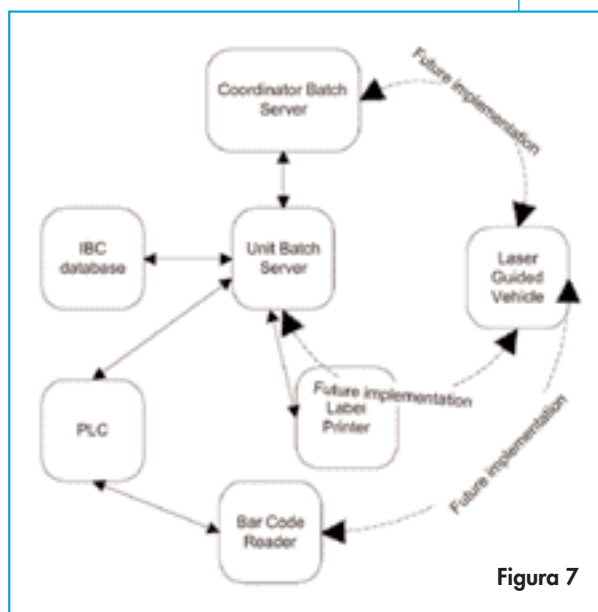 Coordinator Batch
Server
Future implementation
IBC
database
Unit Batch
Server
Laser
Guided
Vehicle
Future implementation
Label
Printer
PLC
Future implementation
Bar Code
Reader
Figura 7